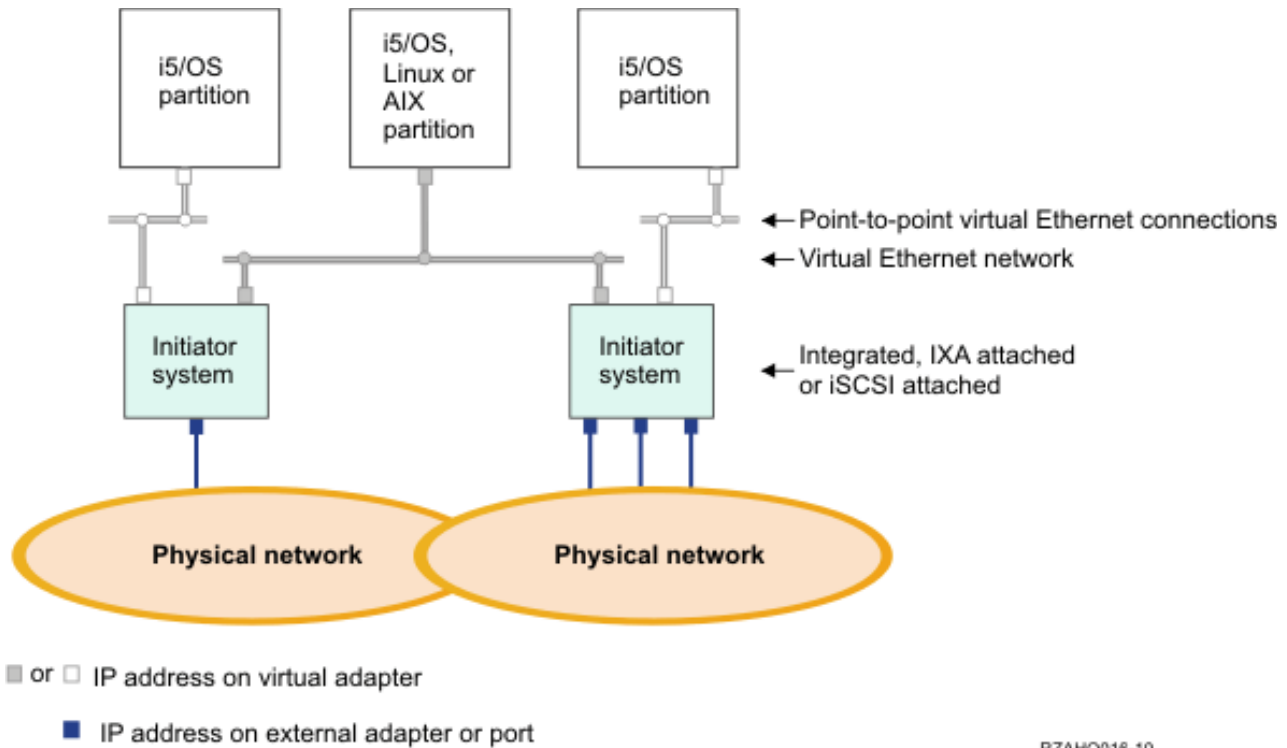 i5/OS
partition
i5/OS,
Linux or
AIX
partition
i5/OS
partition
Point-to-point virtual Ethernet connections
Virtual Ethernet network
Initiator
system
Initiator
system
Integrated, IXA attached
or iSCSI attached
Physical network
Physical network
or
IP address on virtual adapter
IP address on external adapter or port